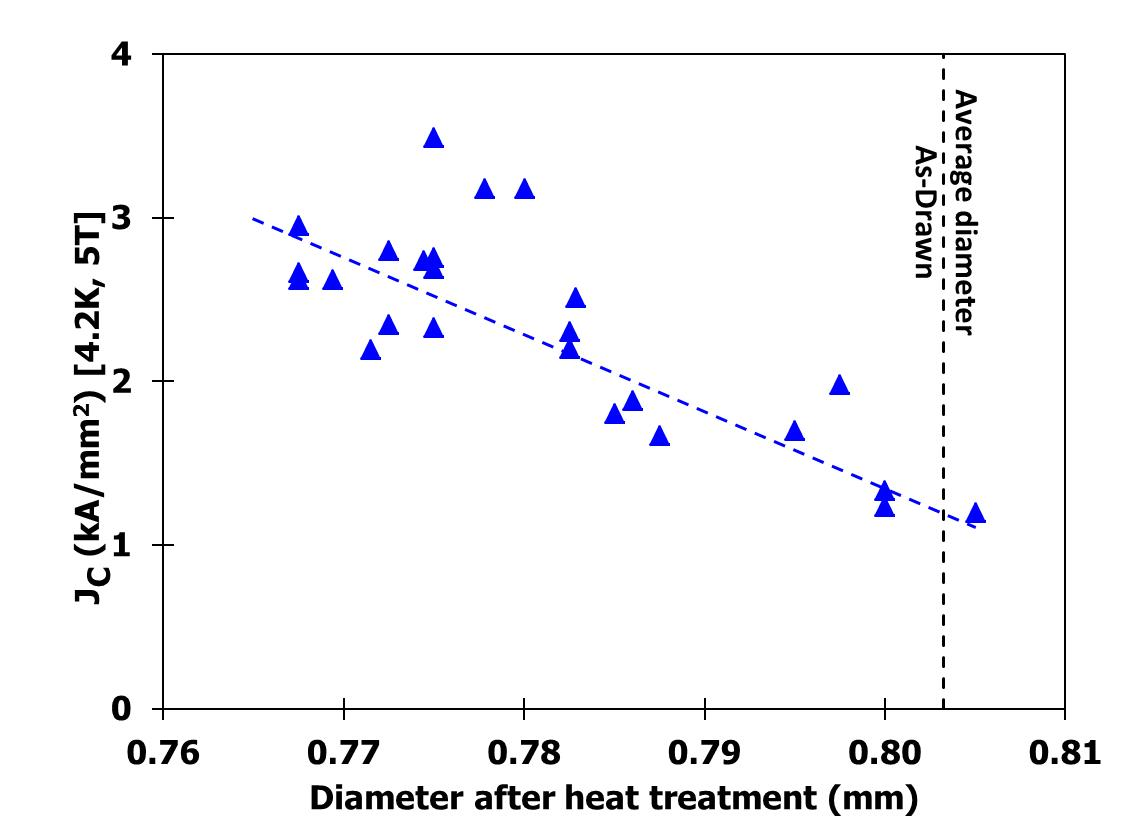 4
3
2
1
0
J_C (kA/mm²) [4.2K, 5T]
Average diameter
As-Drawn
0.76 0.77 0.78 0.79 0.80 0.81
Diameter after heat treatment (mm)